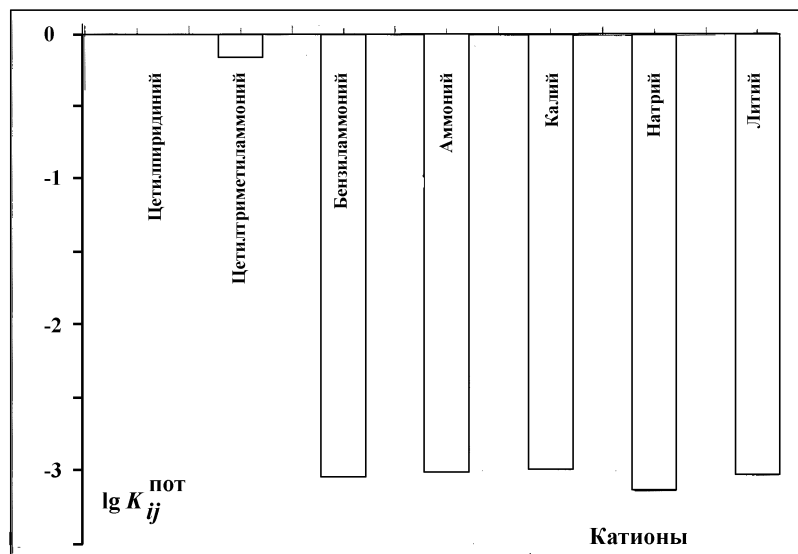 0
-1
-2
-3
Цетилпиридиний
Цетилтриметиламмоний
Бензиламмоний
Аммоний
Калий
Натрий
Литий
lg K ij пот
Катионы